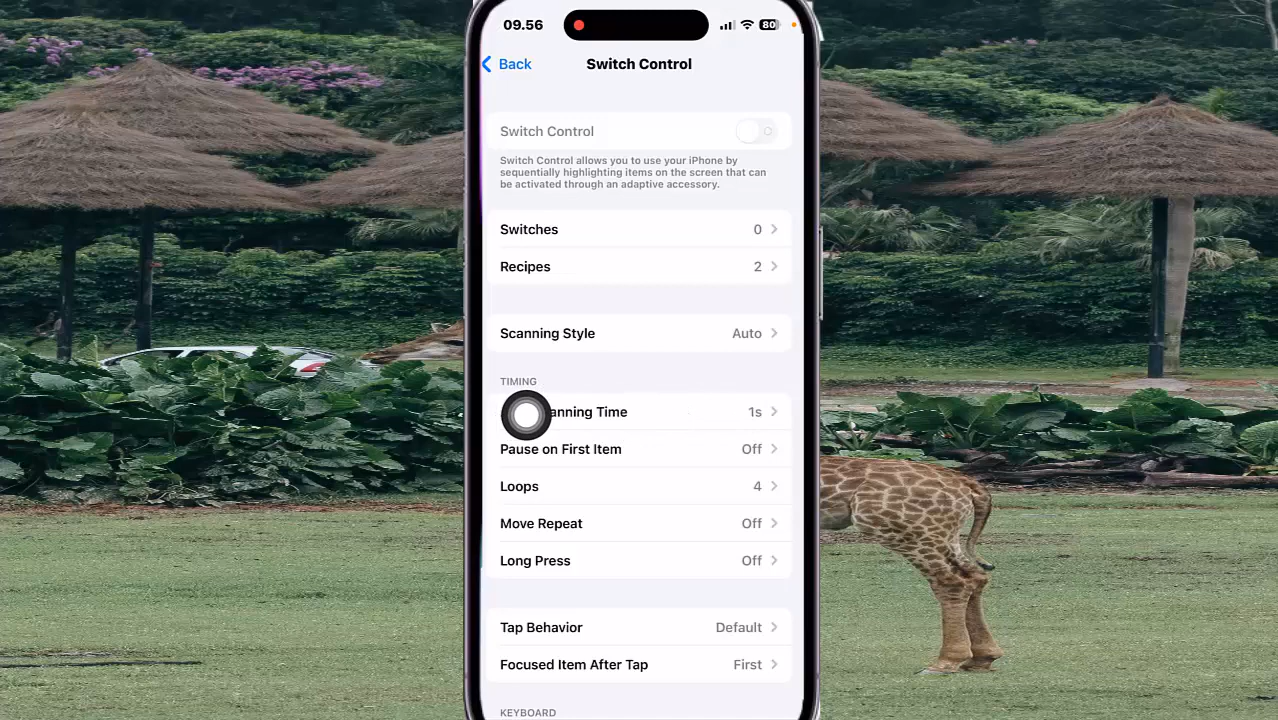 09.56
80
Back
Switch Control
Switch Control
Switch Control allows you to use your iPhone by
sequentially highlighting items on the screen that can
be activated through an adaptive accessory.
Switches 0
Recipes 2
Scanning Style Auto
TIMING
anning Time 1s
Pause on First Item Off
Loops 4
Move Repeat Off
Long Press Off
Tap Behavior Default
Focused Item After Tap First
KEYBOARD